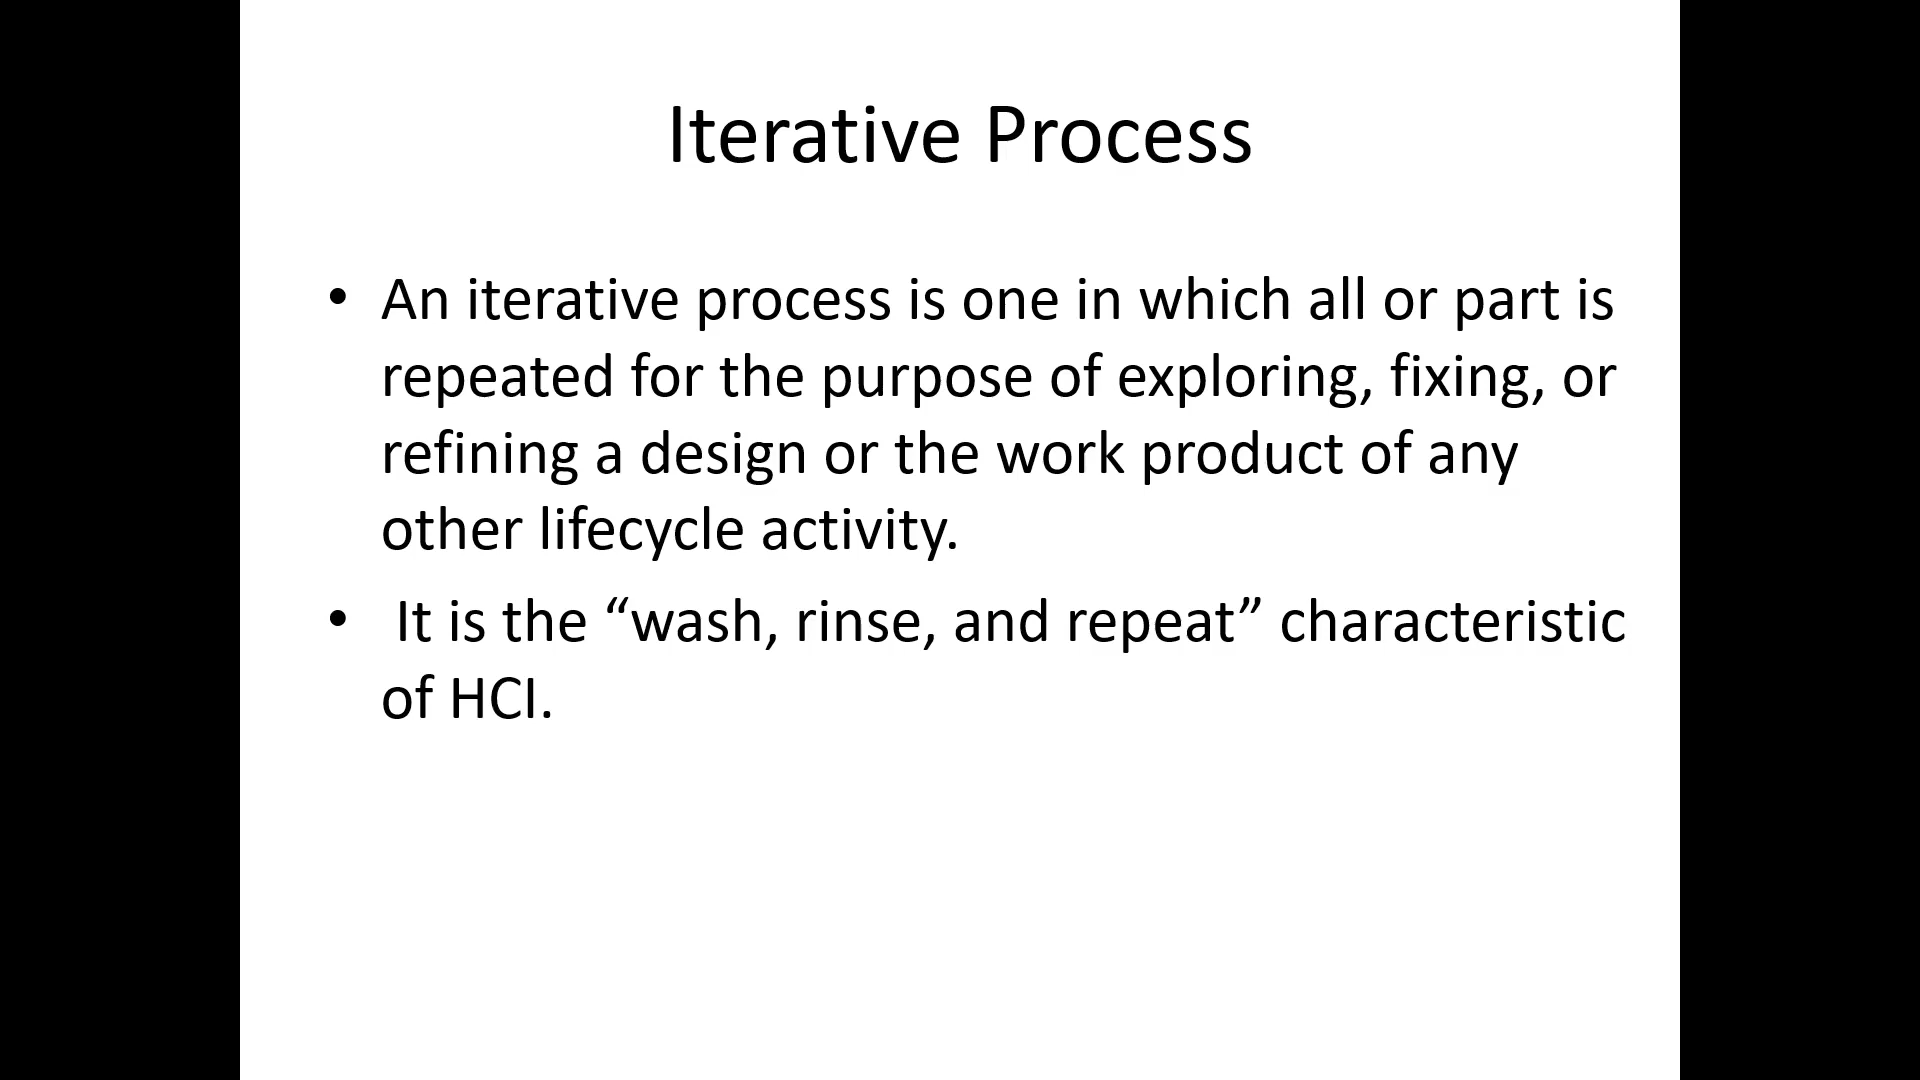 Iterative Process
• An iterative process is one in which all or part is
repeated for the purpose of exploring, fixing, or
refining a design or the work product of any
other lifecycle activity.
• It is the “wash, rinse, and repeat” characteristic
of HCI.